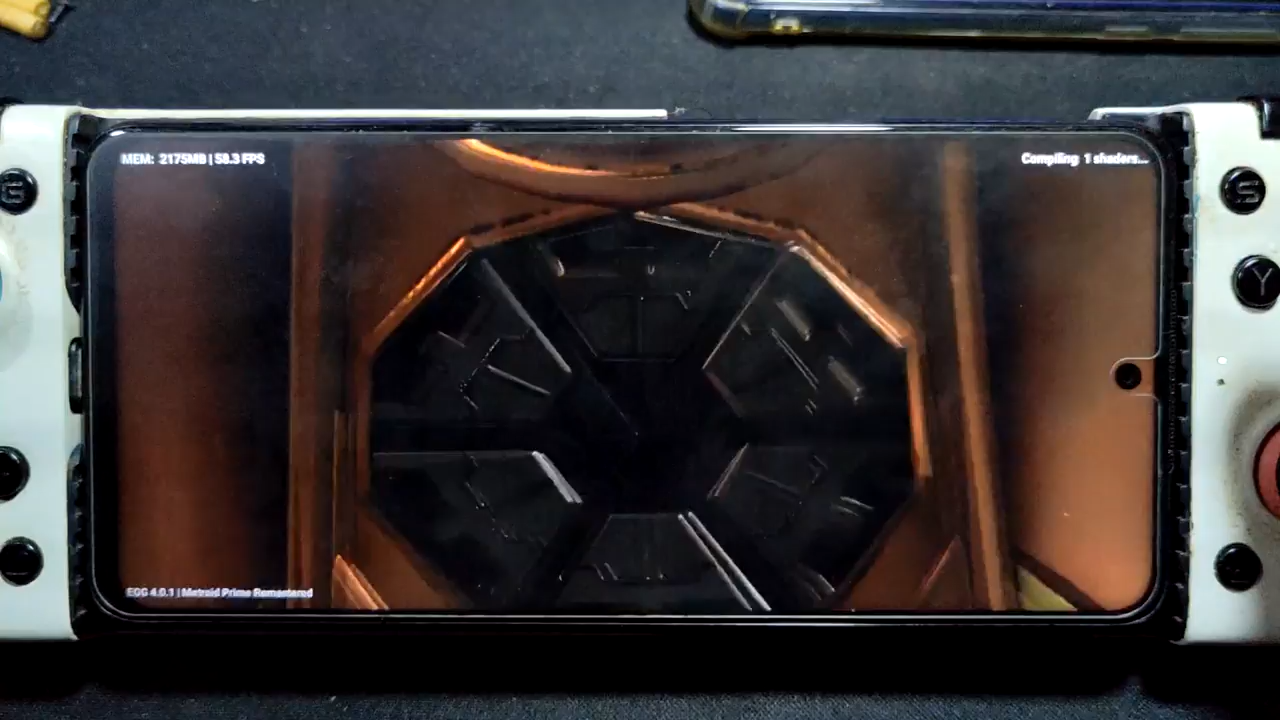 MEM: 2175MB | 58.3 FPS
Compiling 1 shaders...
G
S
Y
EGG 4.0.1 | Metroid Prime Remastered